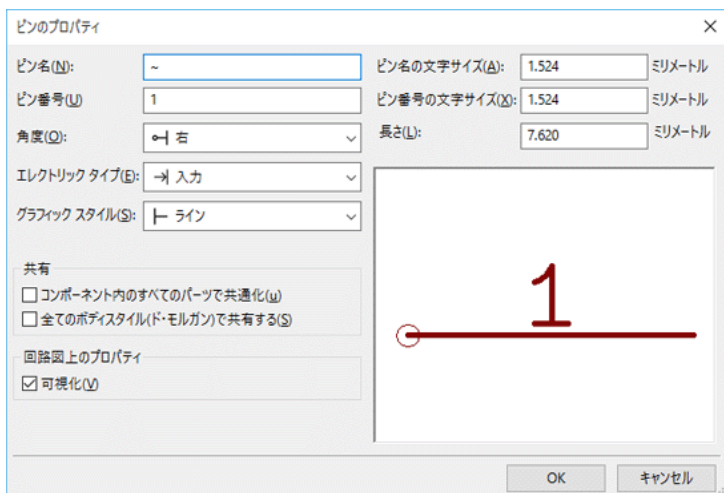 ピンのプロパティ
ピン名(N): ~ ピン名の文字サイズ(A): 1.524 ミリメートル
ピン番号(U) 1 ピン番号の文字サイズ(X): 1.524 ミリメートル
角度(O): 右 長さ(L): 7.620 ミリメートル
エレクトリック タイプ(E): 入力
グラフィック スタイル(S): ライン
共有
コンポーネント内のすべてのパーツで共通化(u)
全てのボディスタイル(ド・モルガン)で共有する(S)
回路図上のプロパティ
可視化(V)
1
OK キャンセル